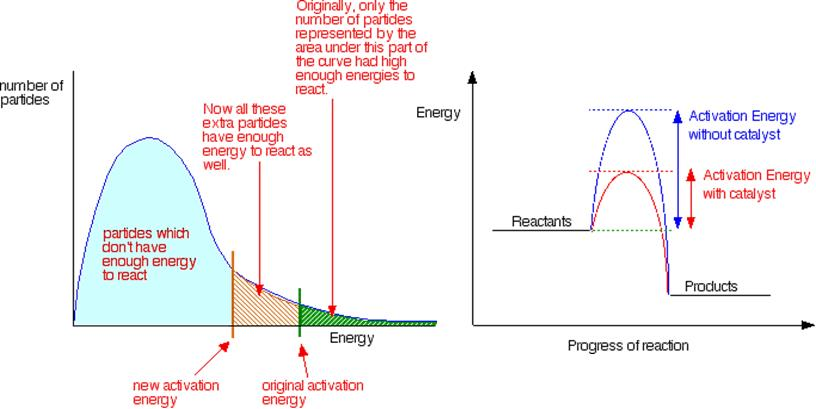 number of
particles
Originally, only the
number of particles
represented by the
area under this part of
the curve had high
enough energies to
react.
Now all these
extra particles
have enough
energy to react as
well.
particles which
don't have
enough energy
to react
Energy
new activation
energy
original activation
energy
Energy
Activation Energy
without catalyst
Activation Energy
with catalyst
Reactants
Products
Progress of reaction